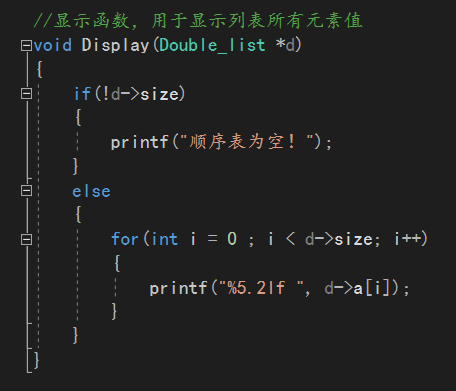 //显示函数，用于显示列表所有元素值
void Display(Double_list *d)
{
    if(!d->size)
    {
        printf("顺序表为空！");
    }
    else
    {
        for(int i = 0 ; i < d->size; i++)
        {
            printf("%5.2lf ", d->a[i]);
        }
    }
}